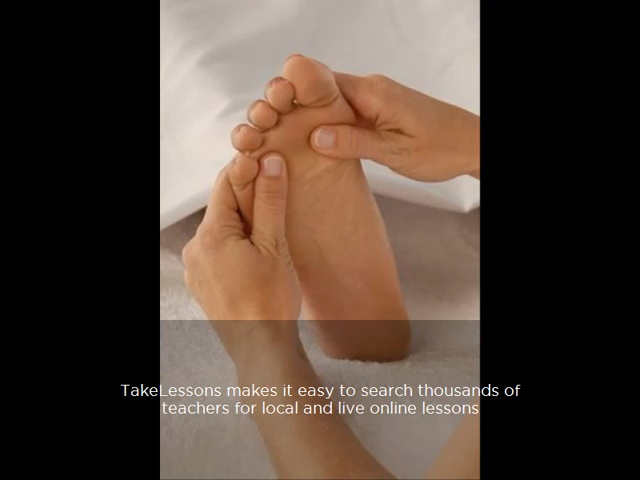 TakeLessons makes it easy to search thousands of
teachers for local and live online lessons